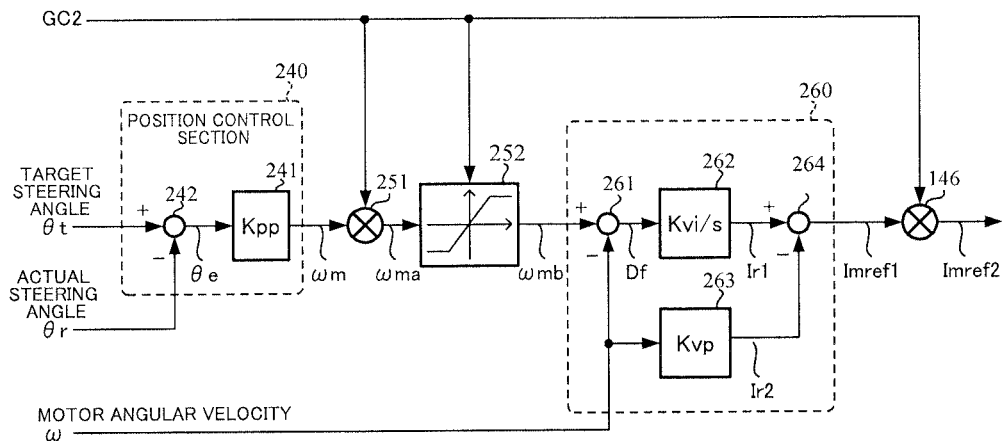 GC2
240
POSITION CONTROL
SECTION
260
TARGET
STEERING
ANGLE
θt
+
242
241
Kpp
251
252
+
261
262
Kvi/s
+
264
146
−
θe
ωm
ωma
ωmb
−
Df
Ir1
−
Imref1
Imref2
ACTUAL
STEERING
ANGLE
θr
263
Kvp
Ir2
MOTOR ANGULAR VELOCITY
ω